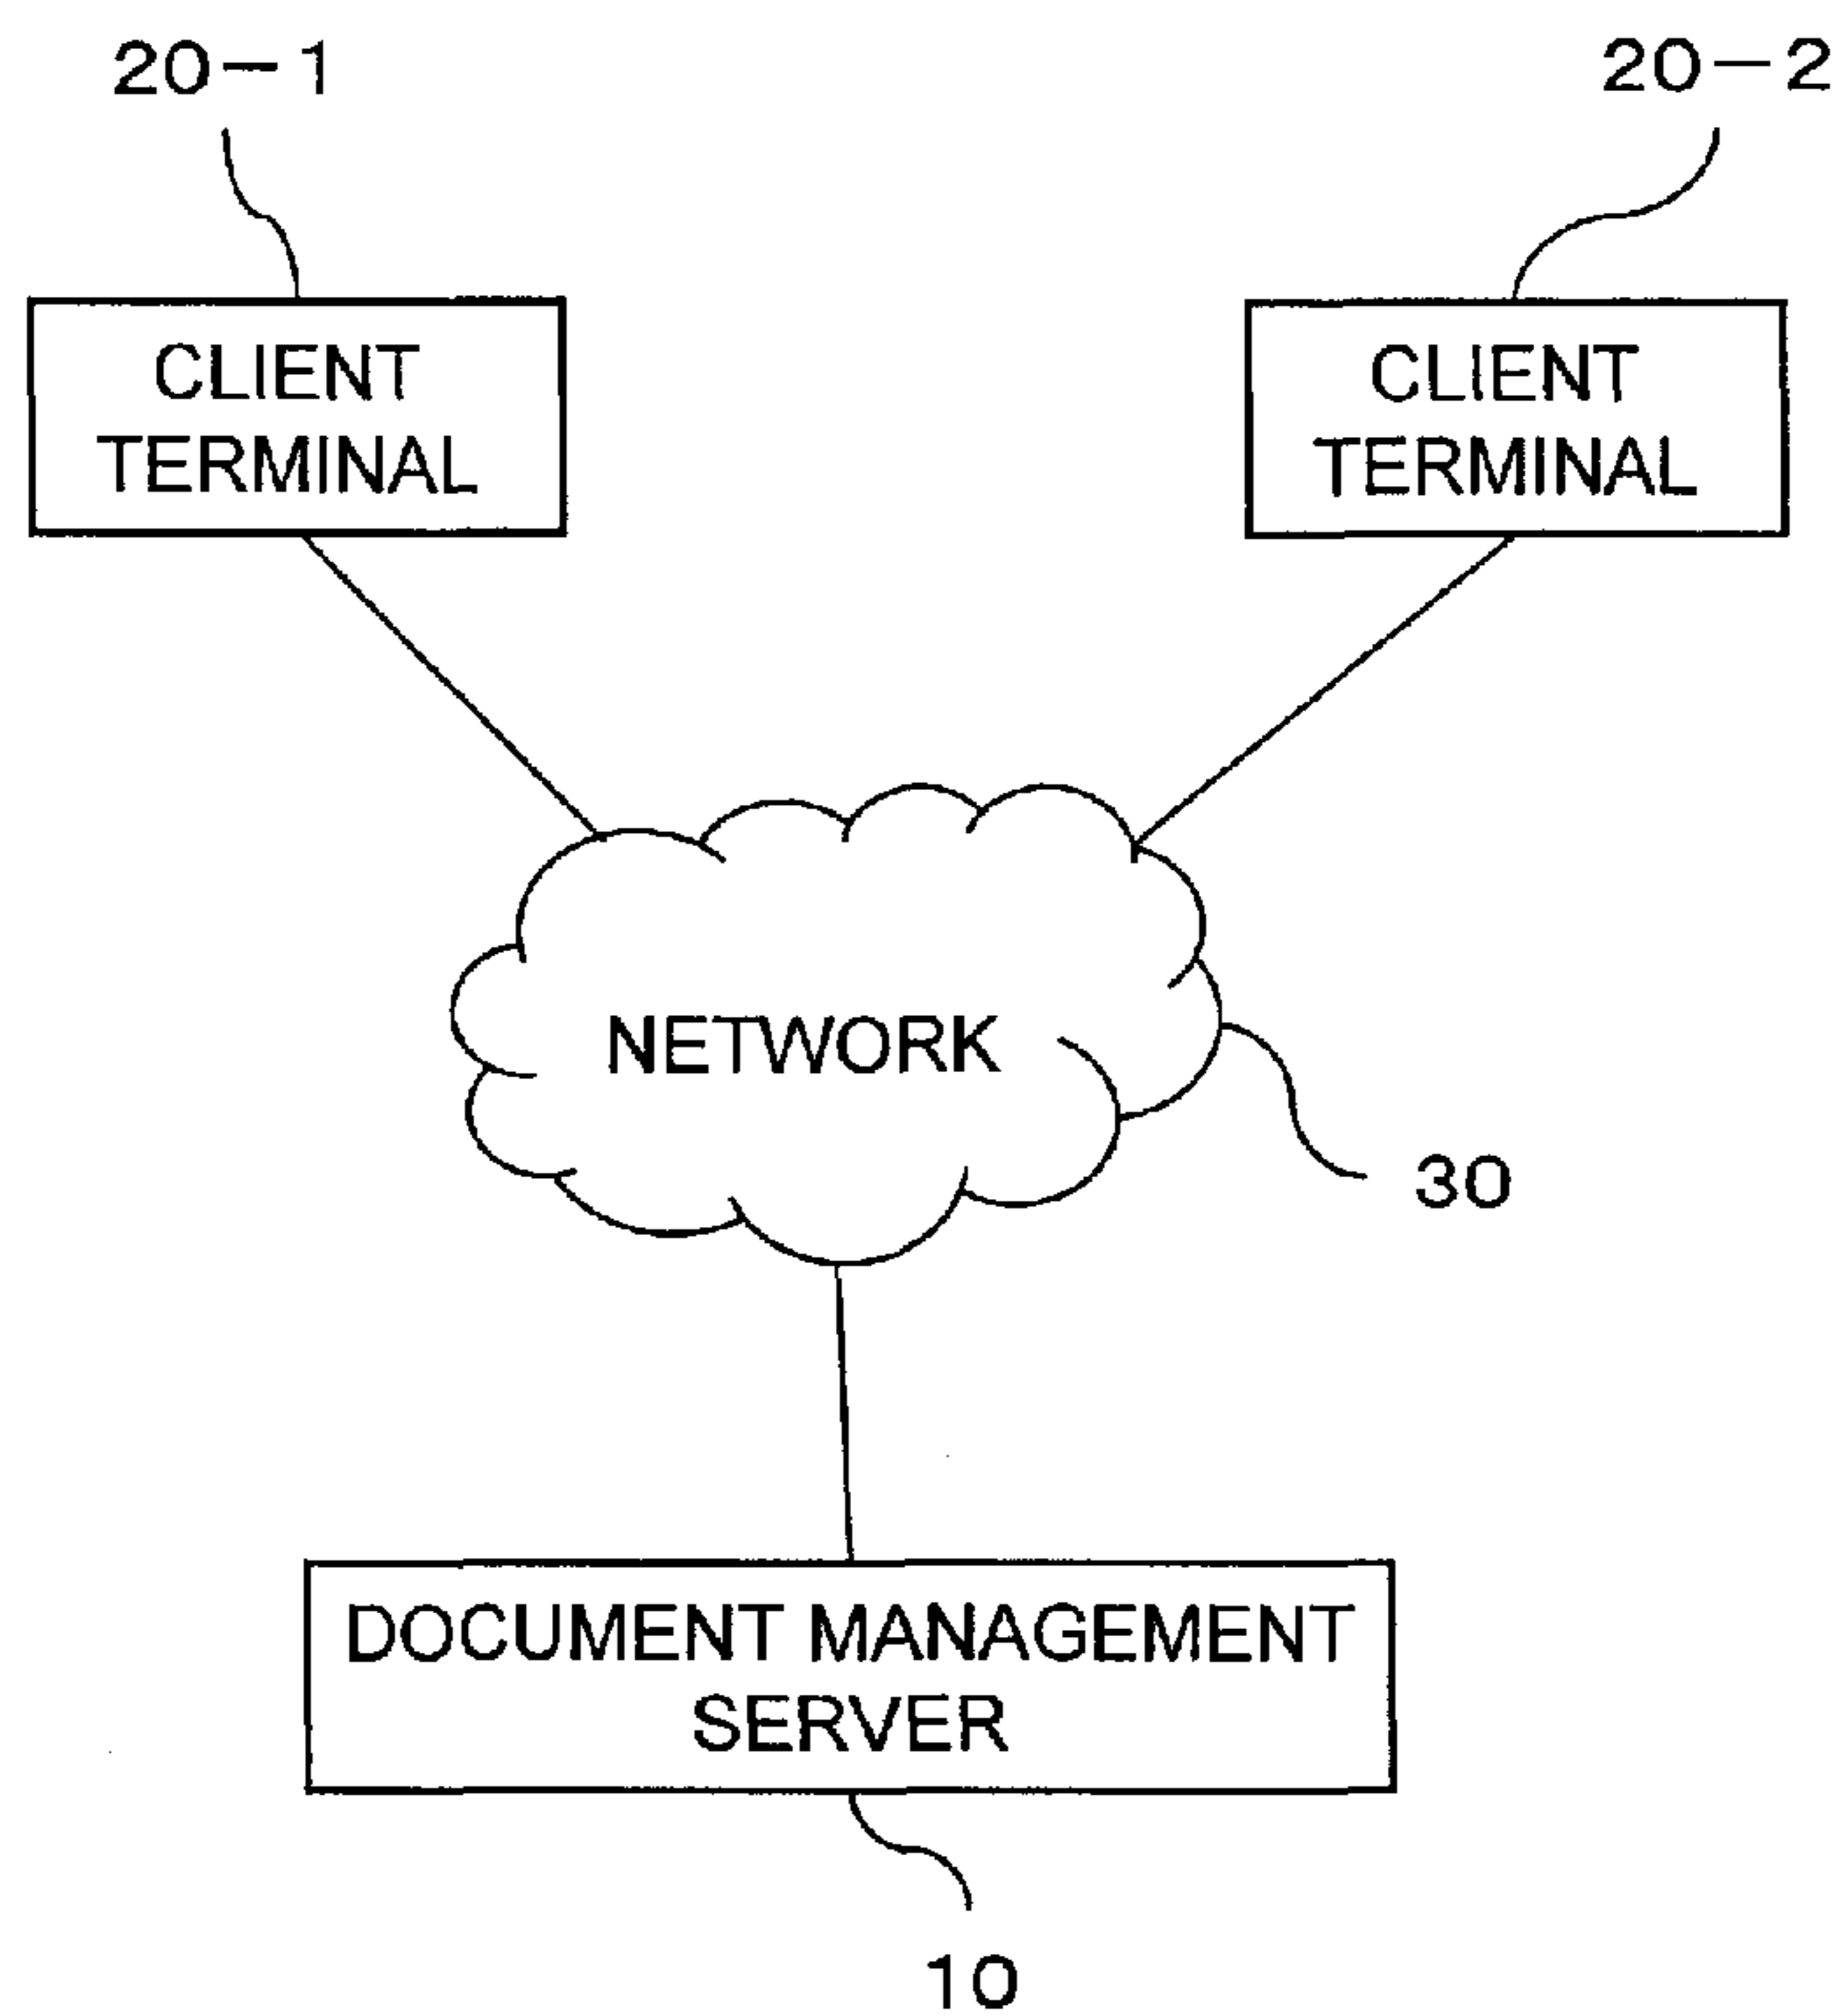 20-1
20-2
CLIENT
TERMINAL
CLIENT
TERMINAL
NETWORK
30
DOCUMENT MANAGEMENT
SERVER
10